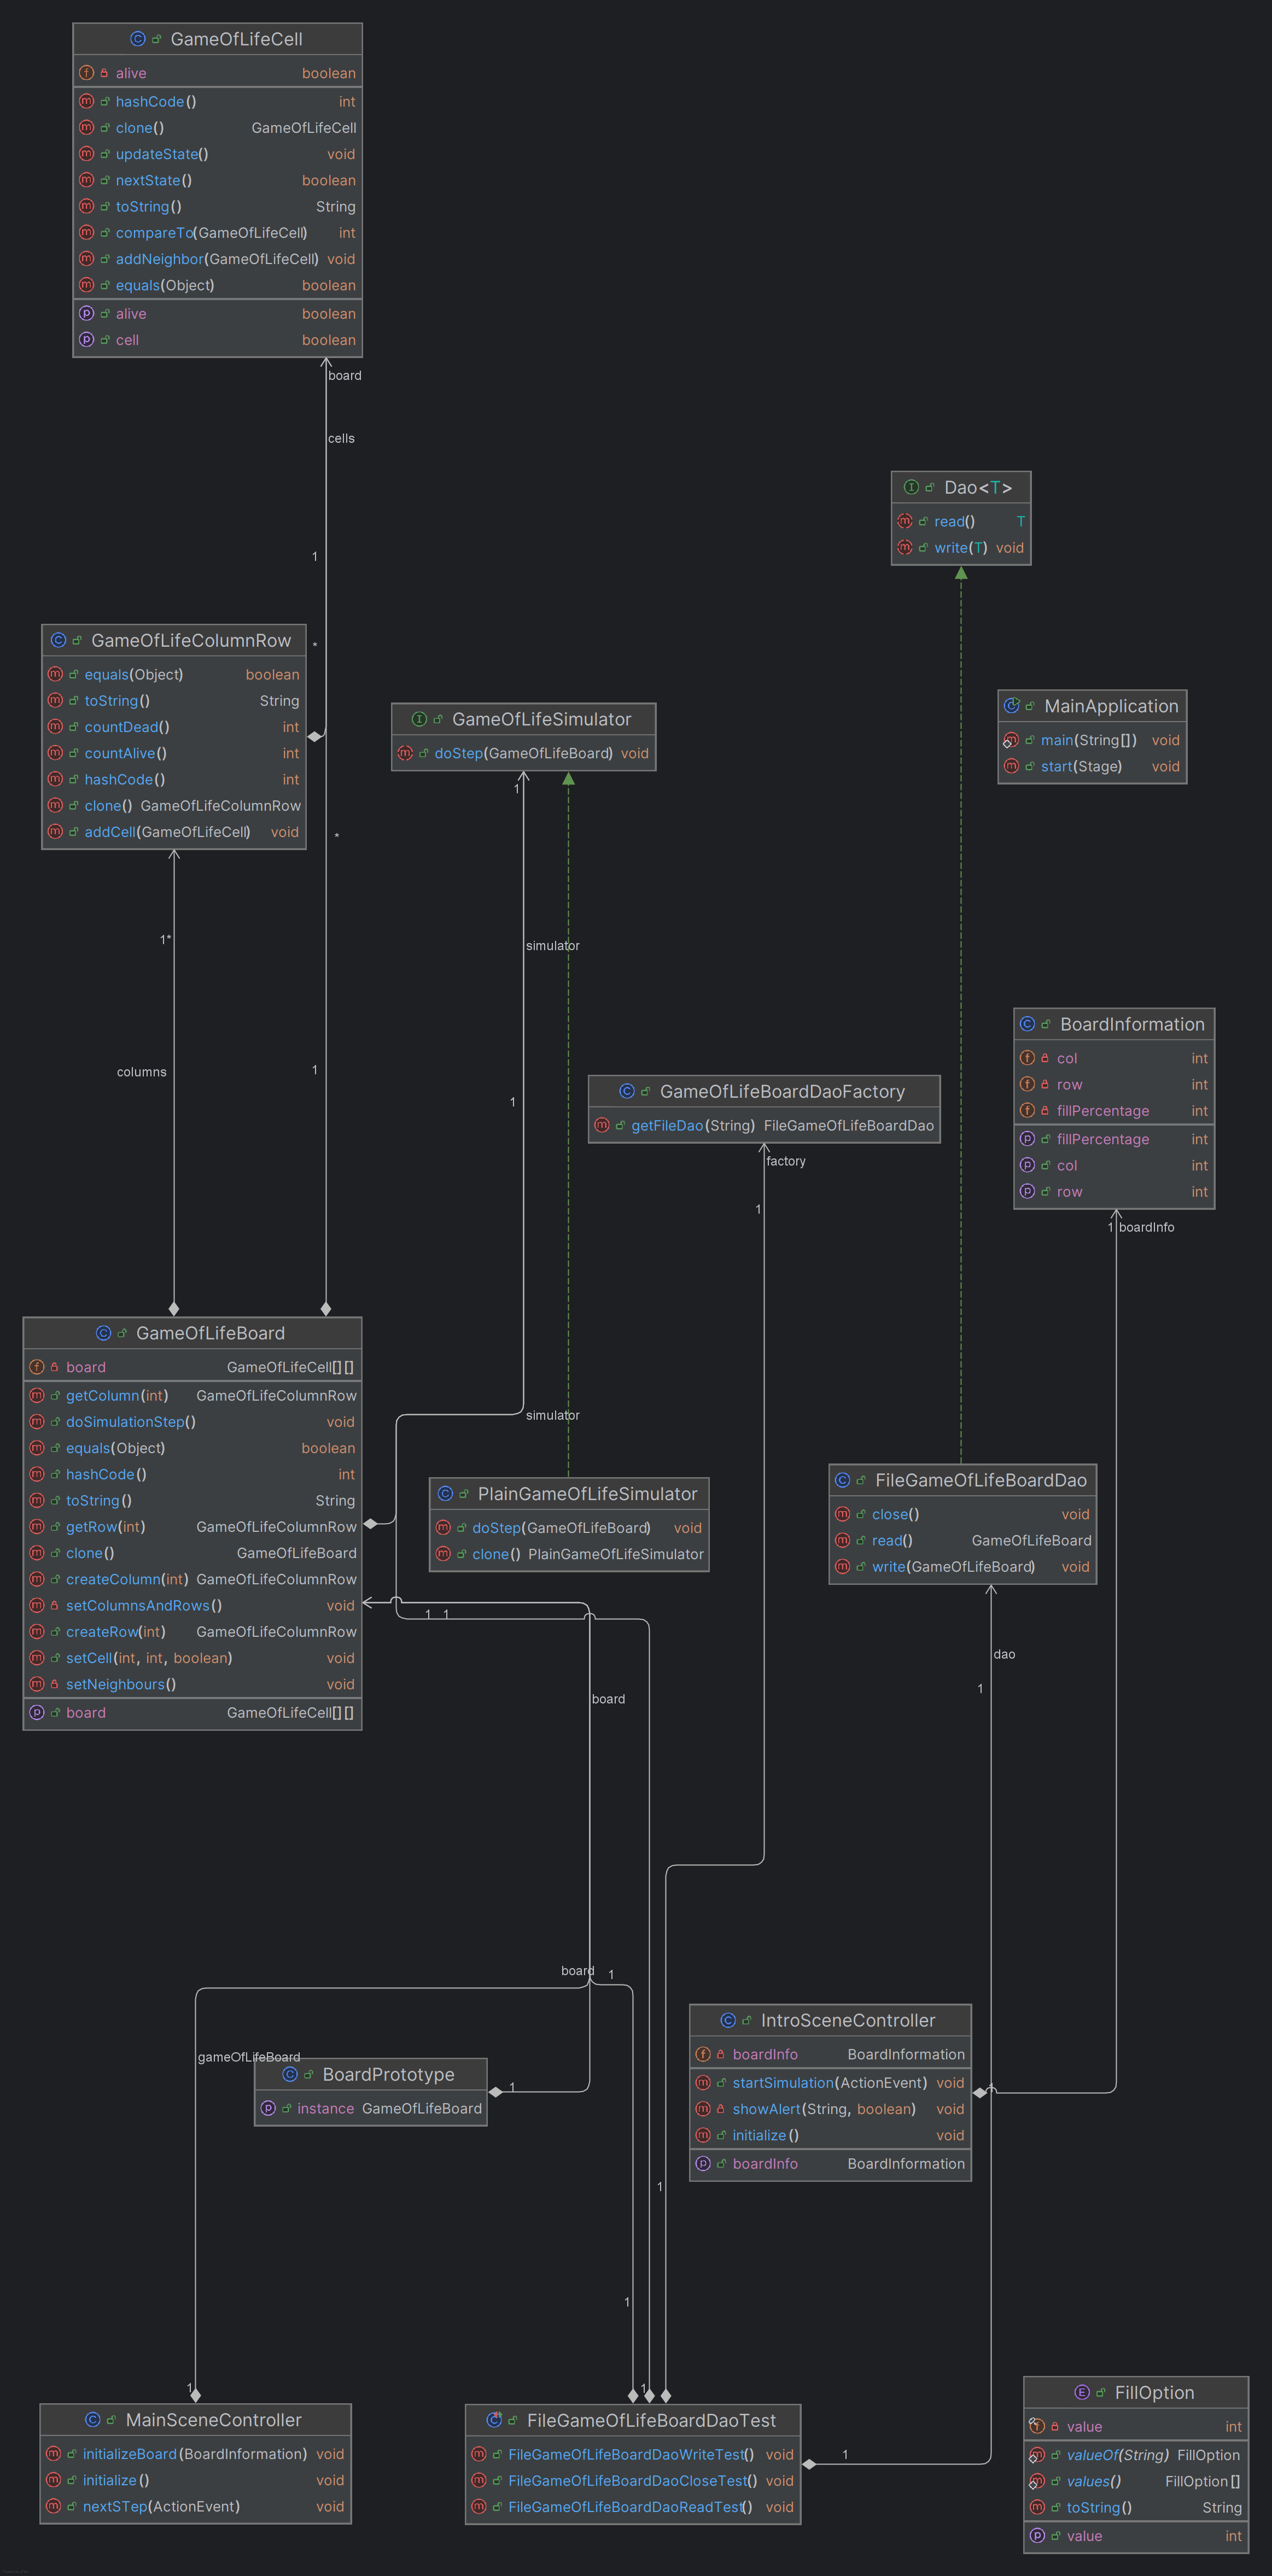 GameOfLifeCell
alive boolean
hashCode() int
clone() GameOfLifeCell
updateState() void
nextState() boolean
toString() String
compareTo(GameOfLifeCell) int
addNeighbor(GameOfLifeCell) void
equals(Object) boolean
alive boolean
cell boolean
board
cells
1
*
Dao<T>
read() T
write(T) void
GameOfLifeColumnRow
equals(Object) boolean
toString() String
countDead() int
countAlive() int
hashCode() int
clone() GameOfLifeColumnRow
addCell(GameOfLifeCell) void
GameOfLifeSimulator
doStep(GameOfLifeBoard) void
MainApplication
main(String[]) void
start(Stage) void
1
*
1*
simulator
columns
1
1
BoardInformation
col int
row int
fillPercentage int
fillPercentage int
col int
row int
GameOfLifeBoardDaoFactory
getFileDao(String) FileGameOfLifeBoardDao
factory
1
1 boardInfo
GameOfLifeBoard
board GameOfLifeCell[][]
getColumn(int) GameOfLifeColumnRow
doSimulationStep() void
equals(Object) boolean
hashCode() int
toString() String
getRow(int) GameOfLifeColumnRow
clone() GameOfLifeBoard
createColumn(int) GameOfLifeColumnRow
setColumnsAndRows() void
createRow(int) GameOfLifeColumnRow
setCell(int, int, boolean) void
setNeighbours() void
board GameOfLifeCell[][]
simulator
PlainGameOfLifeSimulator
doStep(GameOfLifeBoard) void
clone() PlainGameOfLifeSimulator
FileGameOfLifeBoardDao
close() void
read() GameOfLifeBoard
write(GameOfLifeBoard) void
1 1
dao
1
board
board
1
gameOfLifeBoard
BoardPrototype
instance GameOfLifeBoard
1
IntroSceneController
boardInfo BoardInformation
startSimulation(ActionEvent) void
showAlert(String, boolean) void
initialize() void
boardInfo BoardInformation
1
1
1
1
1
MainSceneController
initializeBoard(BoardInformation) void
initialize() void
nextSTep(ActionEvent) void
FileGameOfLifeBoardDaoTest
FileGameOfLifeBoardDaoWriteTest() void
FileGameOfLifeBoardDaoCloseTest() void
FileGameOfLifeBoardDaoReadTest() void
1
FillOption
value int
valueOf(String) FillOption
values() FillOption[]
toString() String
value int